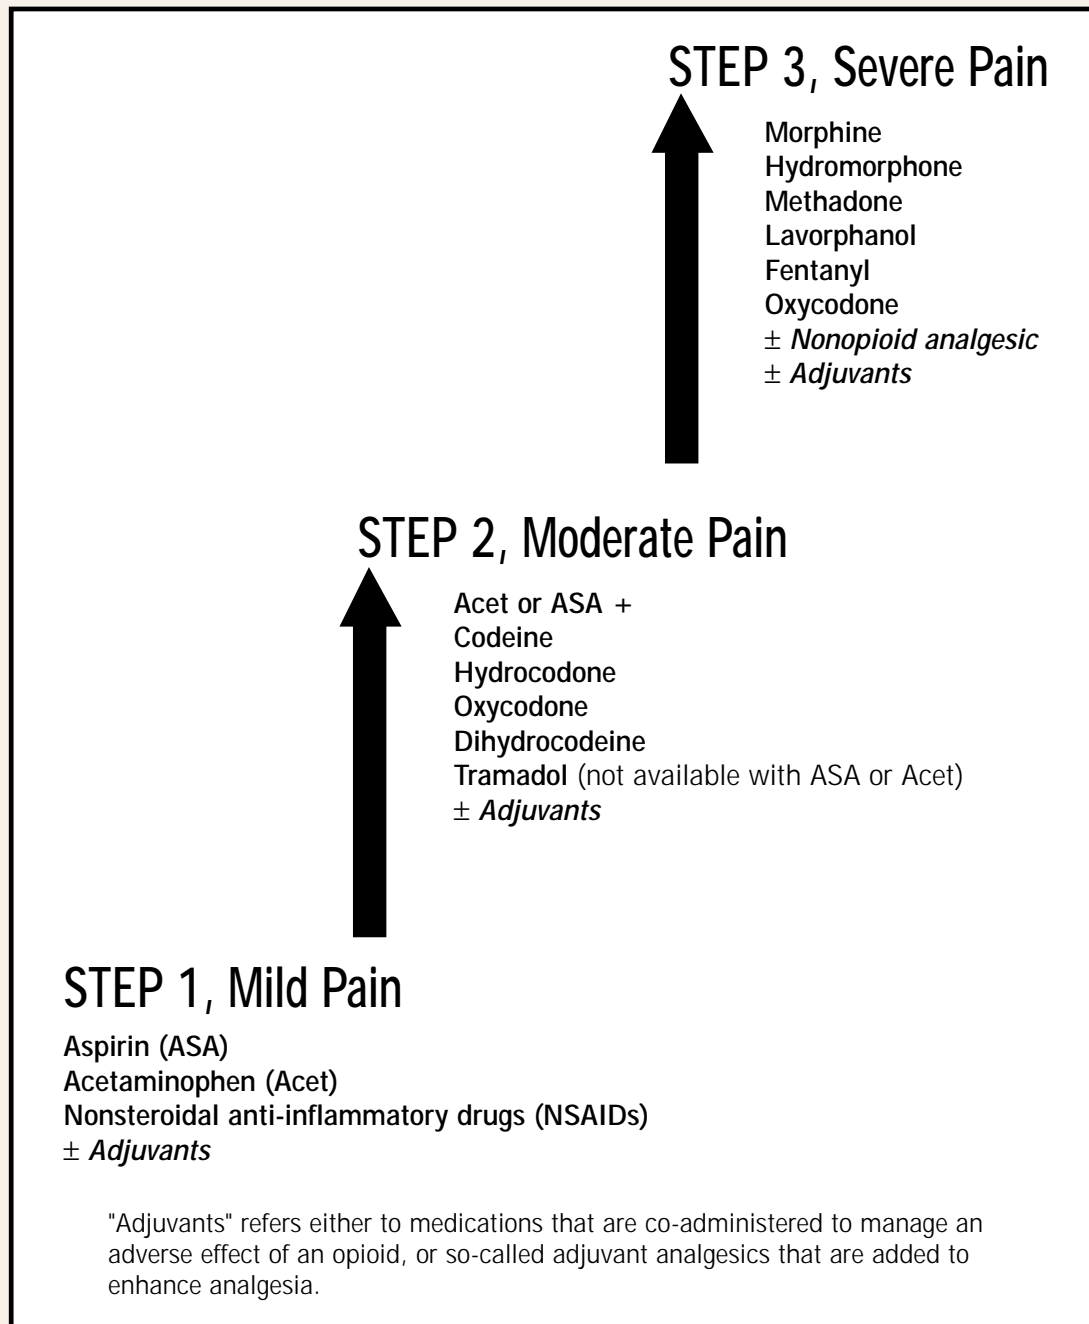 STEP 3, Severe Pain
Morphine
Hydromorphone
Methadone
Lavorphanol
Fentanyl
Oxycodone
± Nonopioid analgesic
± Adjuvants
STEP 2, Moderate Pain
Acet or ASA +
Codeine
Hydrocodone
Oxycodone
Dihydrocodeine
Tramadol (not available with ASA or Acet)
± Adjuvants
STEP 1, Mild Pain
Aspirin (ASA)
Acetaminophen (Acet)
Nonsteroidal anti-inflammatory drugs (NSAIDs)
± Adjuvants
"Adjuvants" refers either to medications that are co-administered to manage an
adverse effect of an opioid, or so-called adjuvant analgesics that are added to
enhance analgesia.